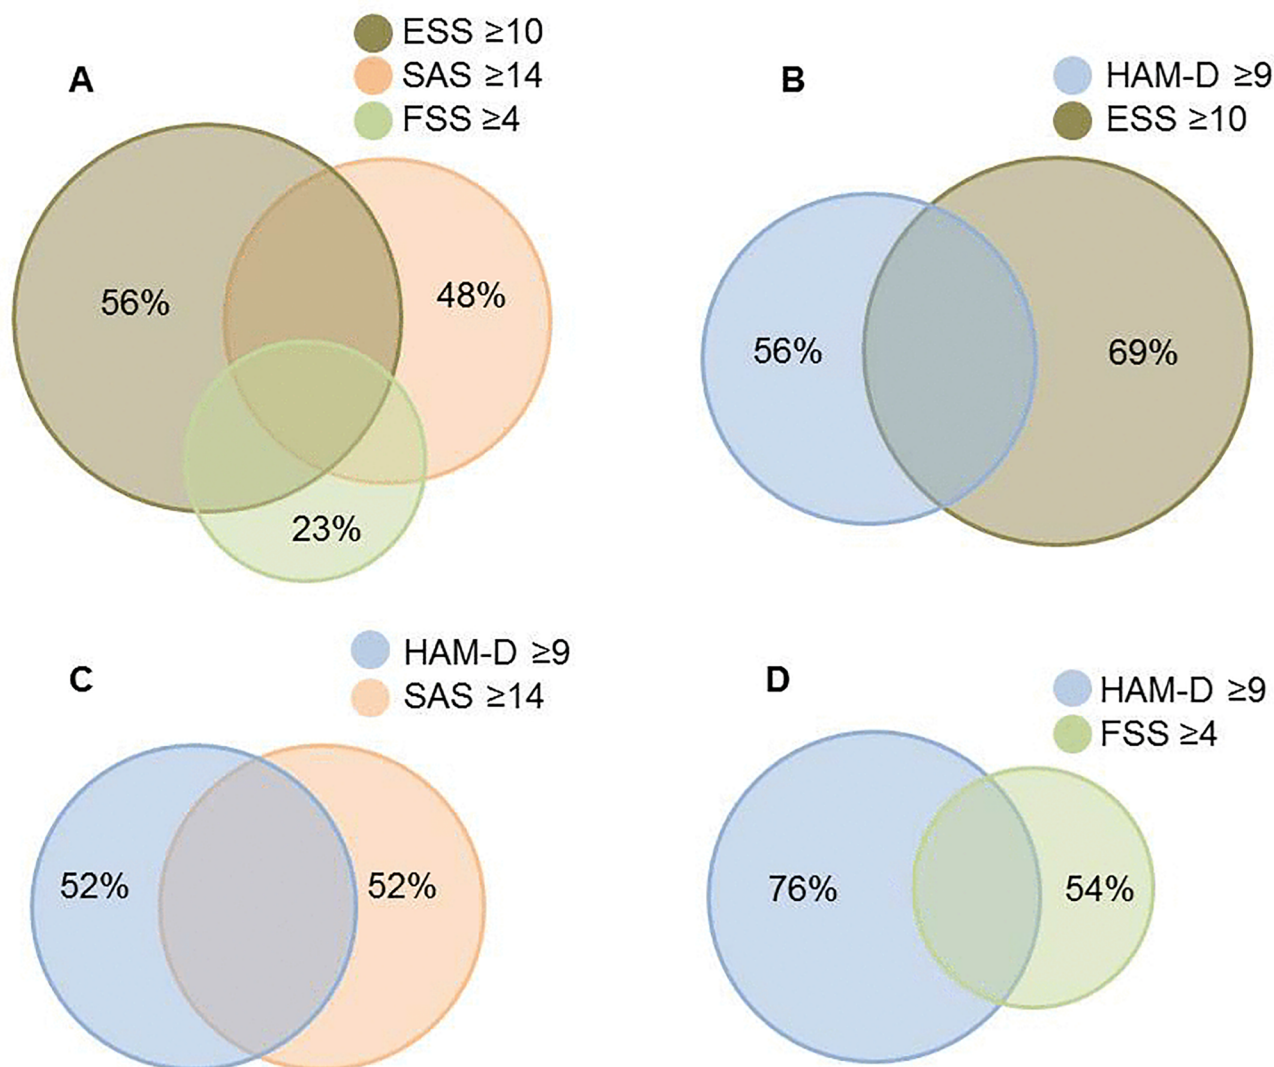 A
ESS ≥10
SAS ≥14
FSS ≥4
56%
48%
23%
B
HAM-D ≥9
ESS ≥10
56%
69%
C
HAM-D ≥9
SAS ≥14
52%
52%
D
HAM-D ≥9
FSS ≥4
76%
54%